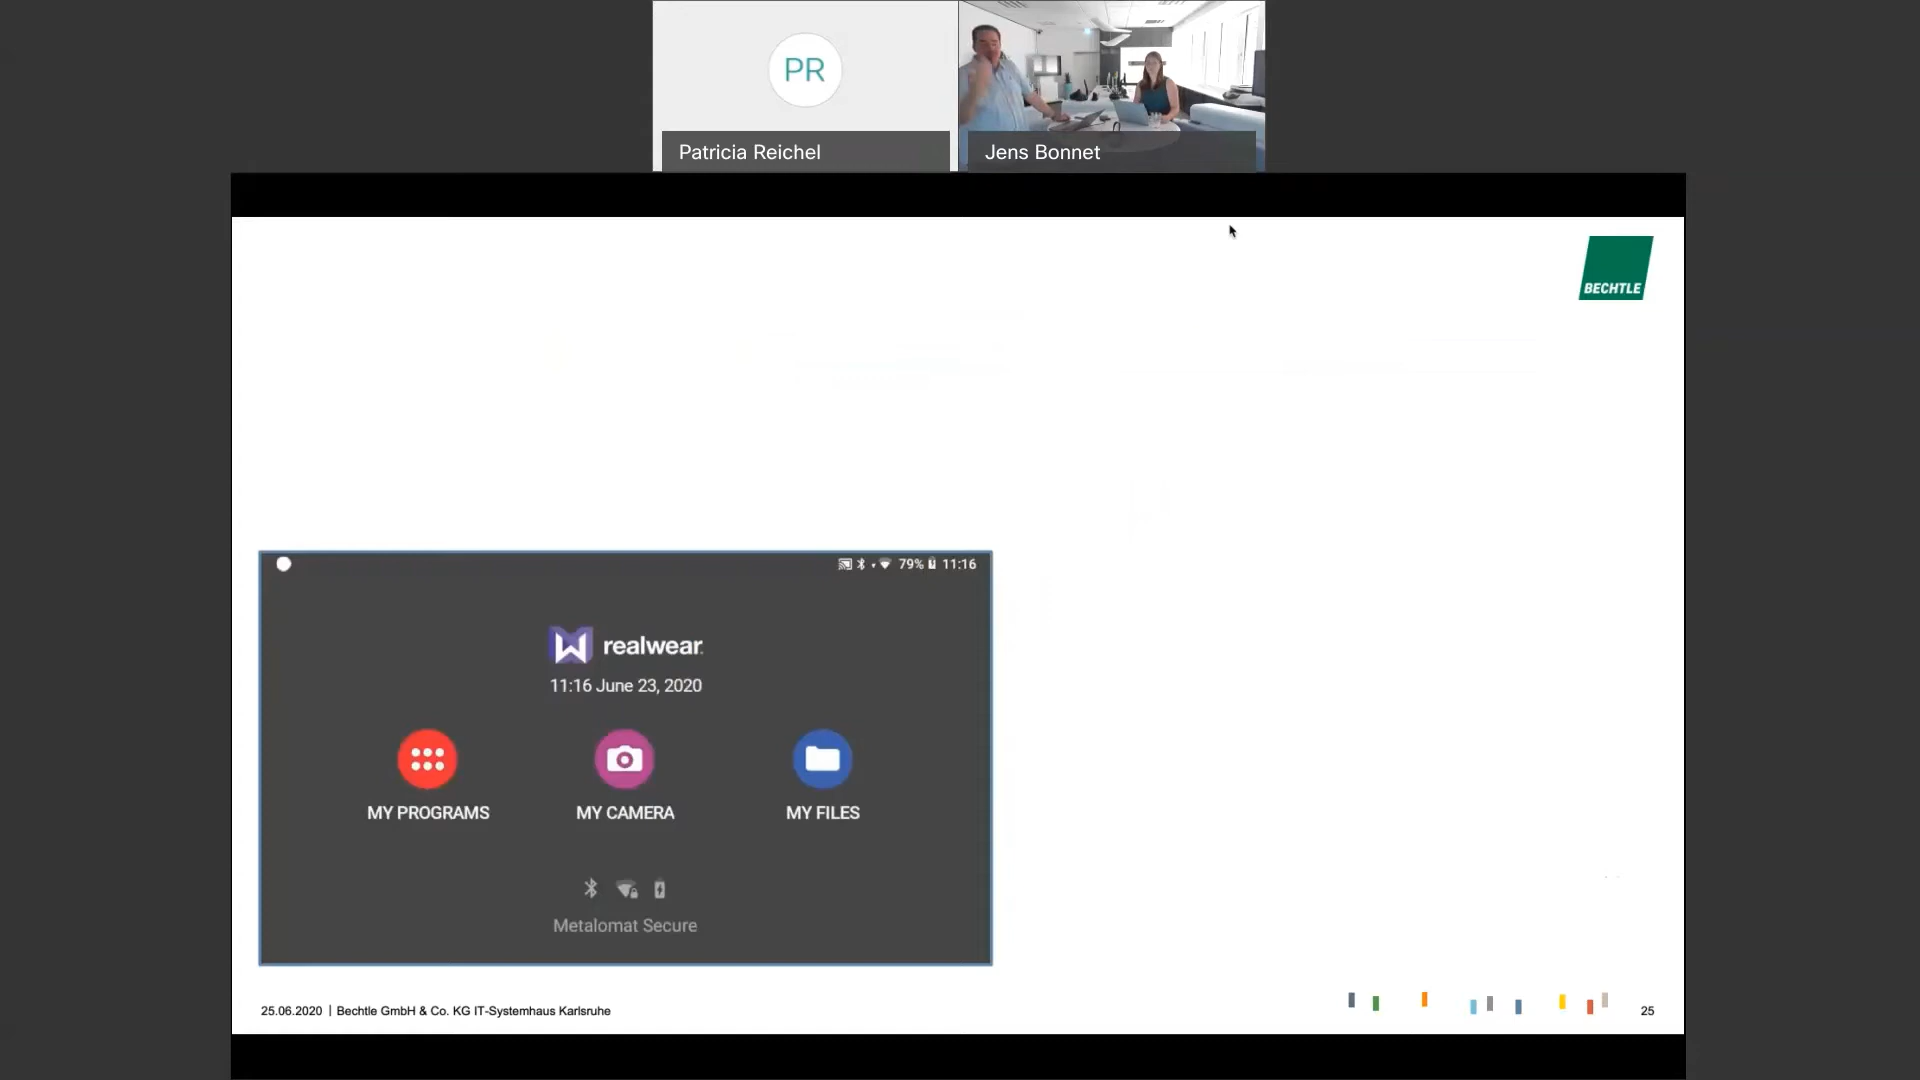 PR
Patricia Reichel
Jens Bonnet
BECHTLE
79% 11:16
realwear
11:16 June 23, 2020
MY PROGRAMS
MY CAMERA
MY FILES
Metalomat Secure
25.06.2020 | Bechtle GmbH & Co. KG IT-Systemhaus Karlsruhe
25